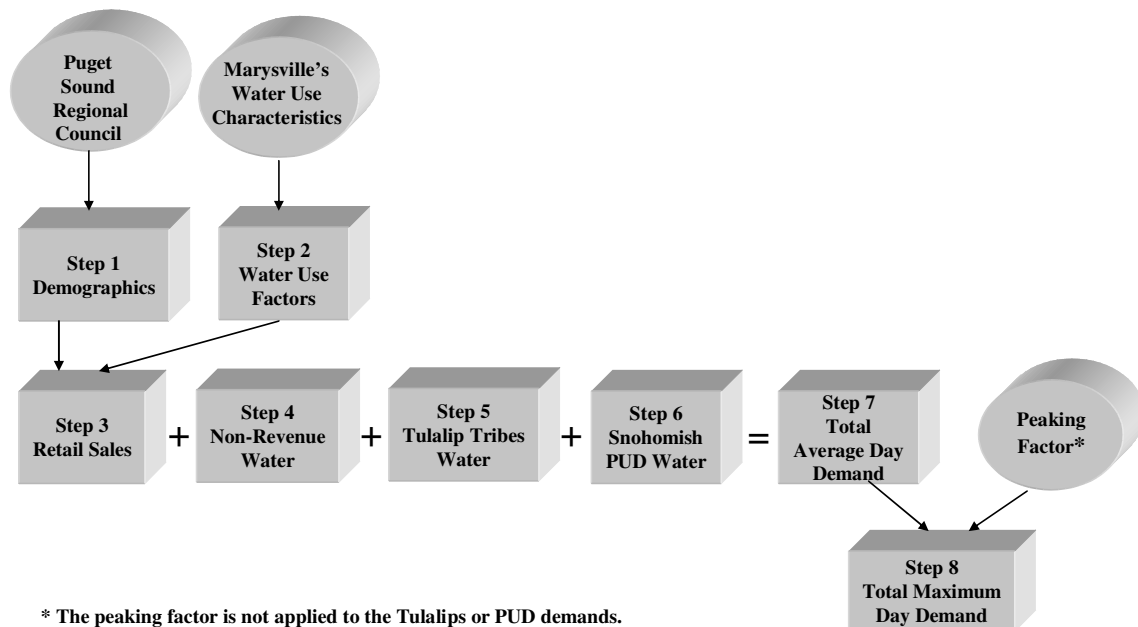 Puget
Sound
Regional
Council
Marysville's
Water Use
Characteristics
Step 1
Demographics
Step 2
Water Use
Factors
Step 3
Retail Sales
+
Step 4
Non-Revenue
Water
+
Step 5
Tulalip Tribes
Water
+
Step 6
Snohomish
PUD Water
=
Step 7
Total
Average Day
Demand
Peaking
Factor*
Step 8
Total Maximum
Day Demand
* The peaking factor is not applied to the Tulalips or PUD demands.